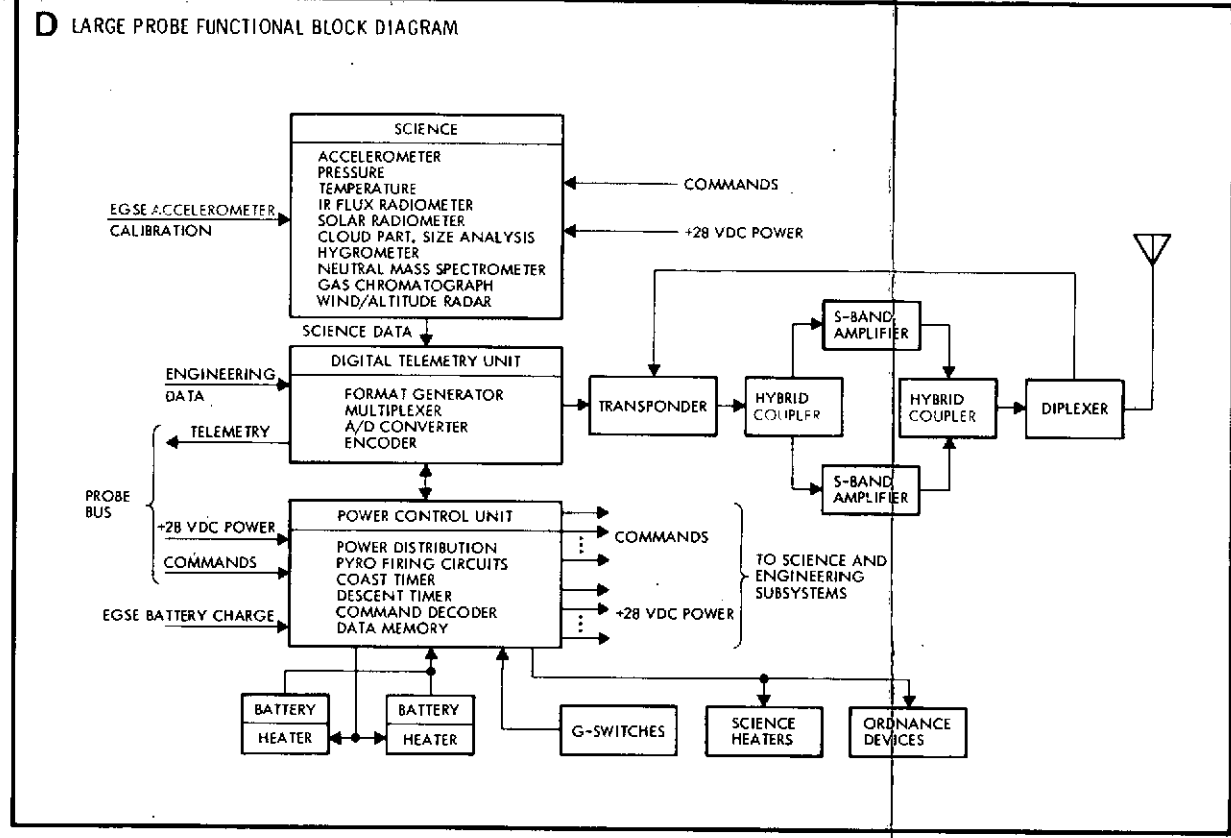 D LARGE PROBE FUNCTIONAL BLOCK DIAGRAM
SCIENCE
ACCELEROMETER
PRESSURE
TEMPERATURE
IR FLUX RADIOMETER
SOLAR RADIOMETER
CLOUD PART. SIZE ANALYSIS
HYGROMETER
NEUTRAL MASS SPECTROMETER
GAS CHROMATOGRAPH
WIND/ALTITUDE RADAR
EGSE ACCELEROMETER
CALIBRATION
COMMANDS
+28 VDC POWER
SCIENCE DATA
DIGITAL TELEMETRY UNIT
FORMAT GENERATOR
MULTIPLEXER
A/D CONVERTER
ENCODER
ENGINEERING
DATA
TELEMETRY
TRANSPONDER
HYBRID
COUPLER
S-BAND
AMPLIFIER
S-BAND
AMPLIFIER
HYBRID
COUPLER
DIPLEXER
PROBE
BUS
+28 VDC POWER
COMMANDS
EGSE BATTERY CHARGE
POWER CONTROL UNIT
POWER DISTRIBUTION
PYRO FIRING CIRCUITS
COAST TIMER
DESCENT TIMER
COMMAND DECODER
DATA MEMORY
COMMANDS
+28 VDC POWER
TO SCIENCE AND
ENGINEERING
SUBSYSTEMS
BATTERY
HEATER
BATTERY
HEATER
G-SWITCHES
SCIENCE
HEATERS
ORDNANCE
DEVICES